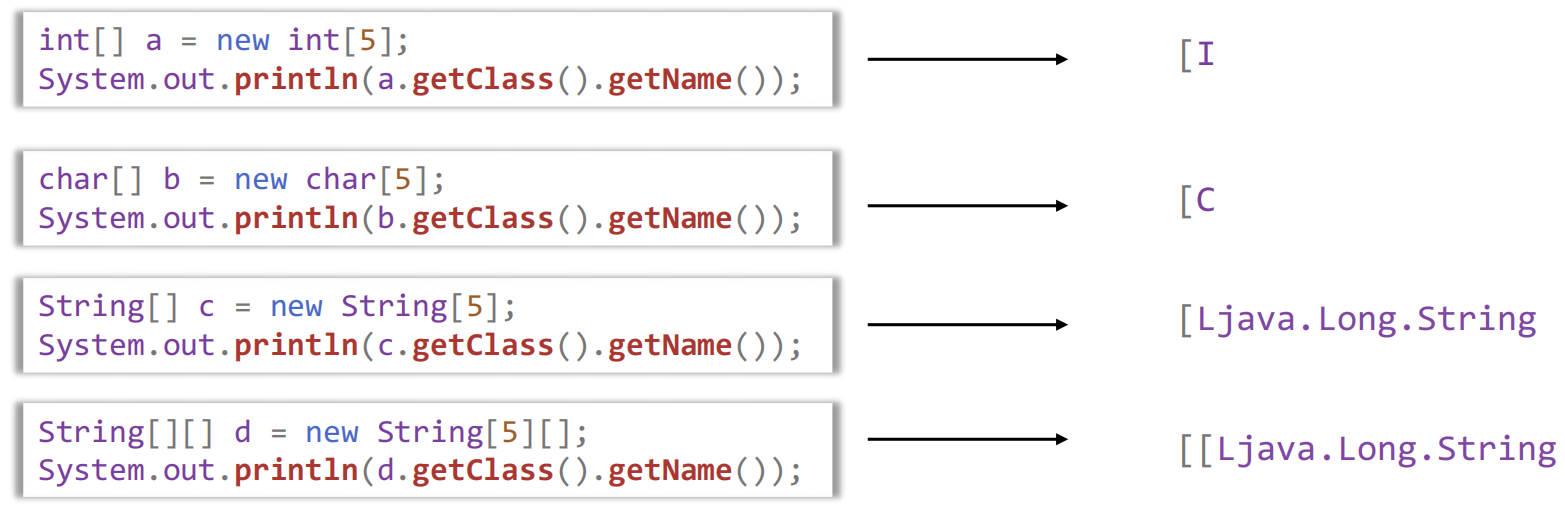 int[] a = new int[5];
System.out.println(a.getClass().getName());
[I
char[] b = new char[5];
System.out.println(b.getClass().getName());
[C
String[] c = new String[5];
System.out.println(c.getClass().getName());
[Ljava.Long.String
String[][] d = new String[5][];
System.out.println(d.getClass().getName());
[[Ljava.Long.String